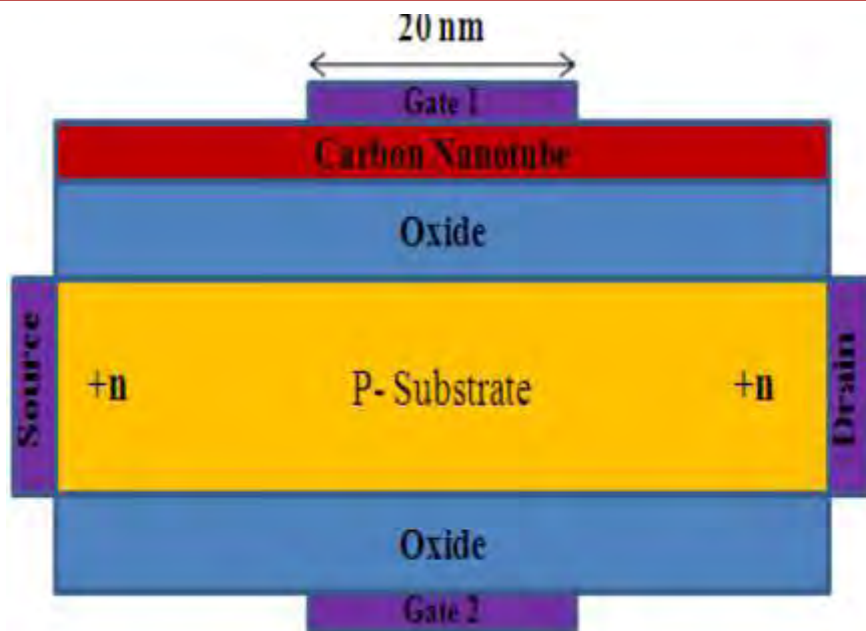 20 nm
Gate 1
Carbon Nanotube
Oxide
Source
+n
P- Substrate
+n
Drain
Oxide
Gate 2